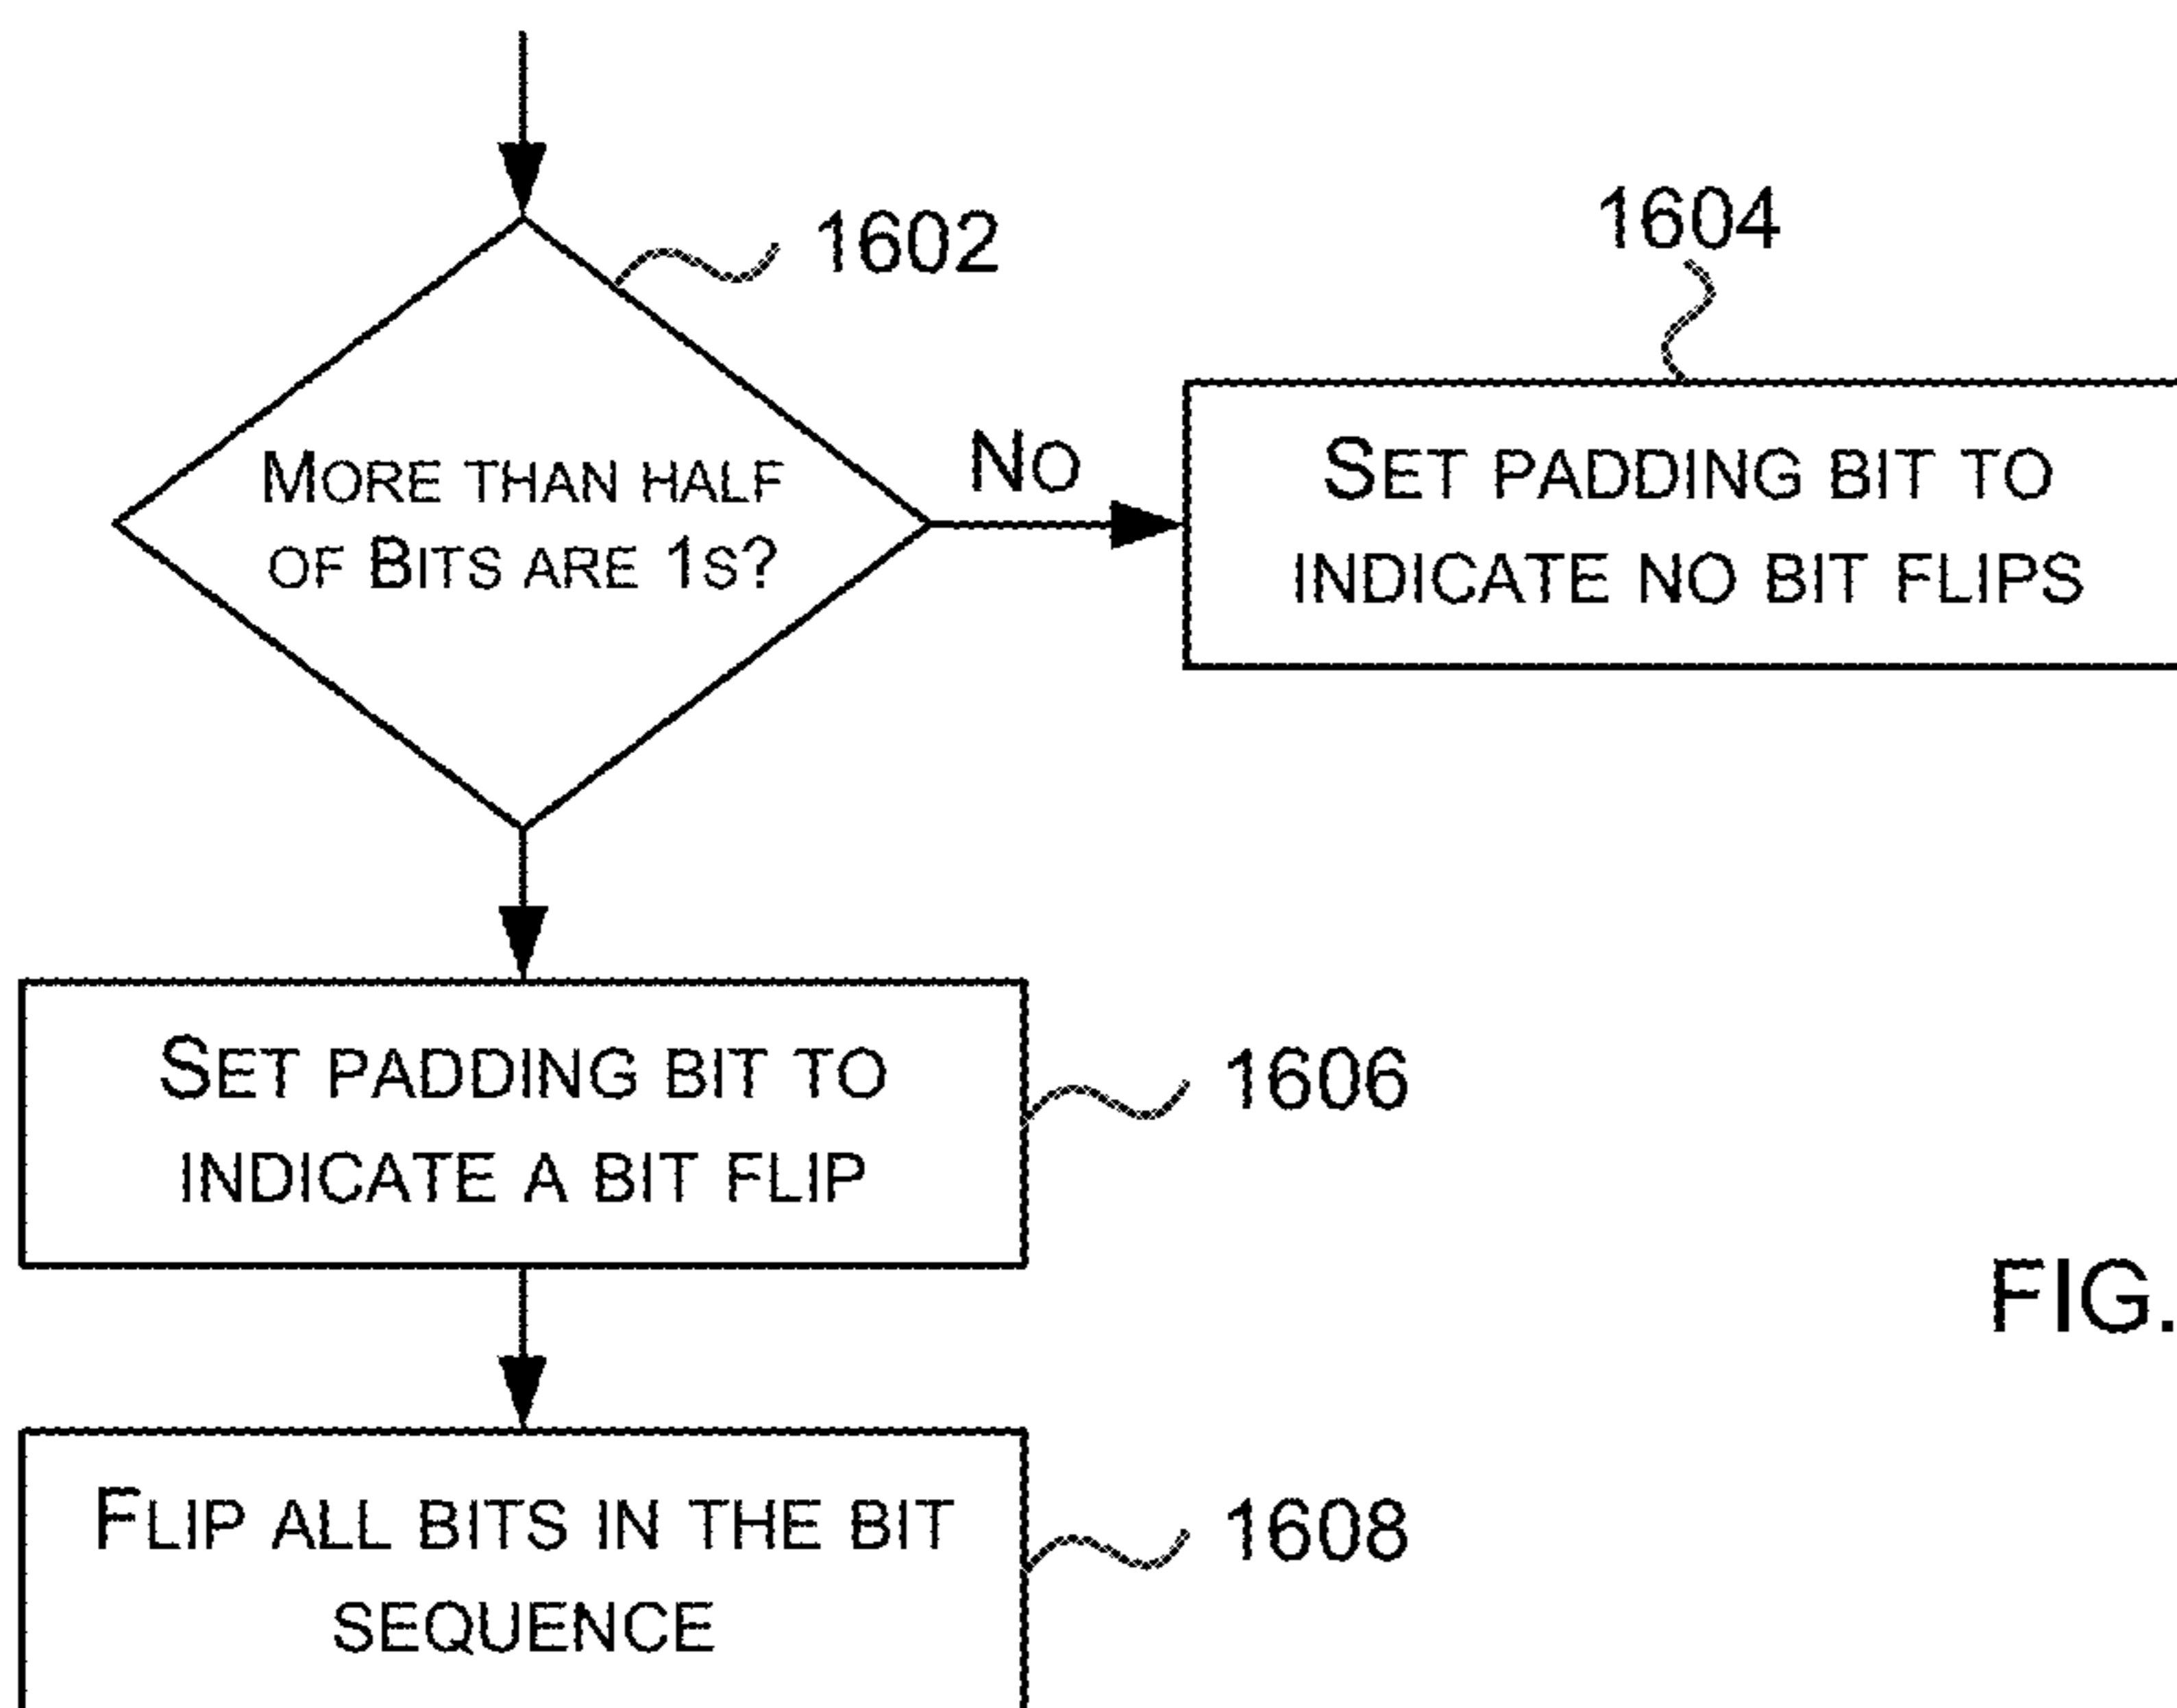 1602
1604
MORE THAN HALF
OF BITS ARE 1S?
NO
SET PADDING BIT TO
INDICATE NO BIT FLIPS
SET PADDING BIT TO
INDICATE A BIT FLIP
1606
FIG.
FLIP ALL BITS IN THE BIT
SEQUENCE
1608